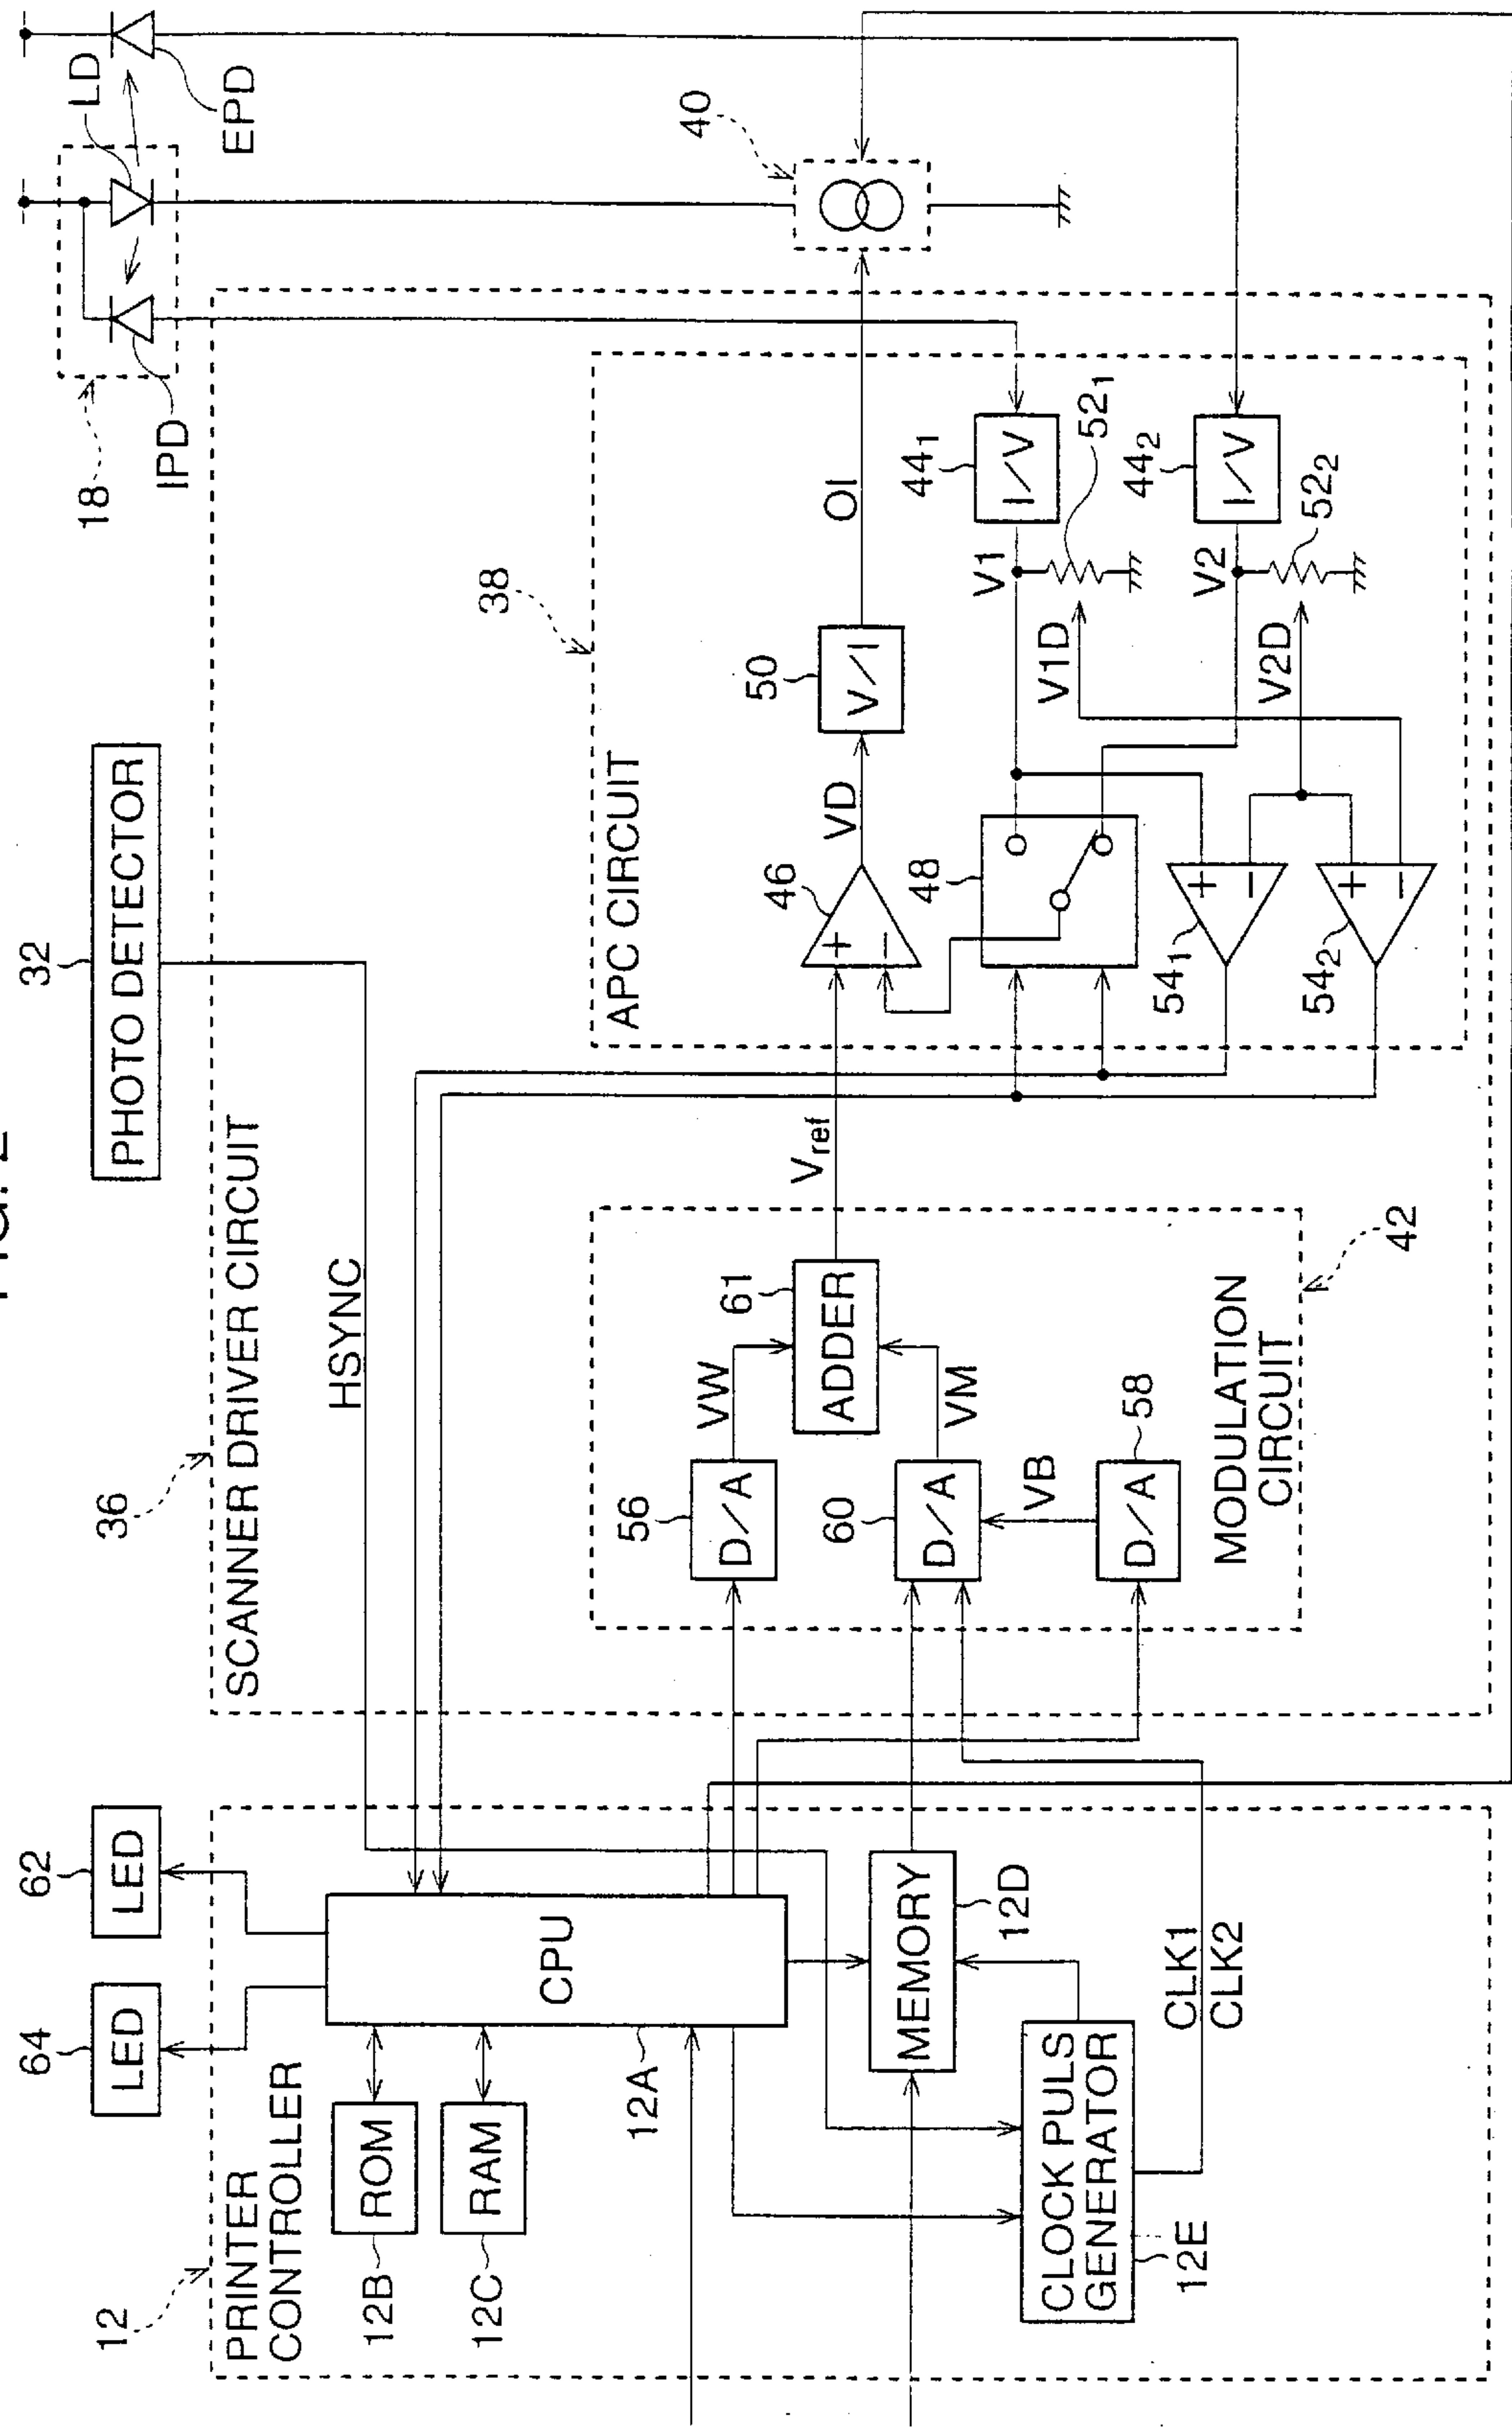 FIG. 2
12
PRINTER
CONTROLLER
64
LED
62
LED
CPU
12A
ROM
12B
RAM
12C
MEMORY
12D
CLOCK PULS
GENERATOR
12E
CLK1
CLK2
36
SCANNER DRIVER CIRCUIT
HSYNC
32
PHOTO DETECTOR
56
D/A
VW
61
ADDER
60
D/A
VM
VB
58
D/A
MODULATION
CIRCUIT
42
Vref
38
APC CIRCUIT
46
+
−
VD
50
V/I
OI
48
44₁
I/V
V1
52₁
V1D
44₂
I/V
V2
52₂
V2D
54₁
+
−
54₂
+
−
18
IPD
LD
EPD
40